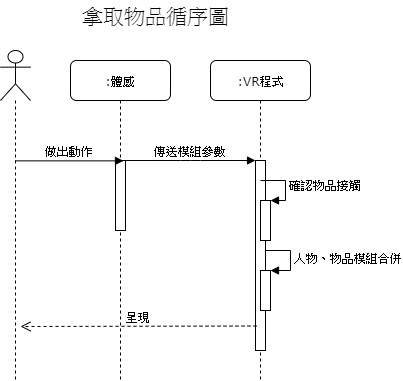 拿取物品循序圖
:體感
:VR程式
做出動作
傳送模組參數
確認物品接觸
人物、物品模組合併
呈現